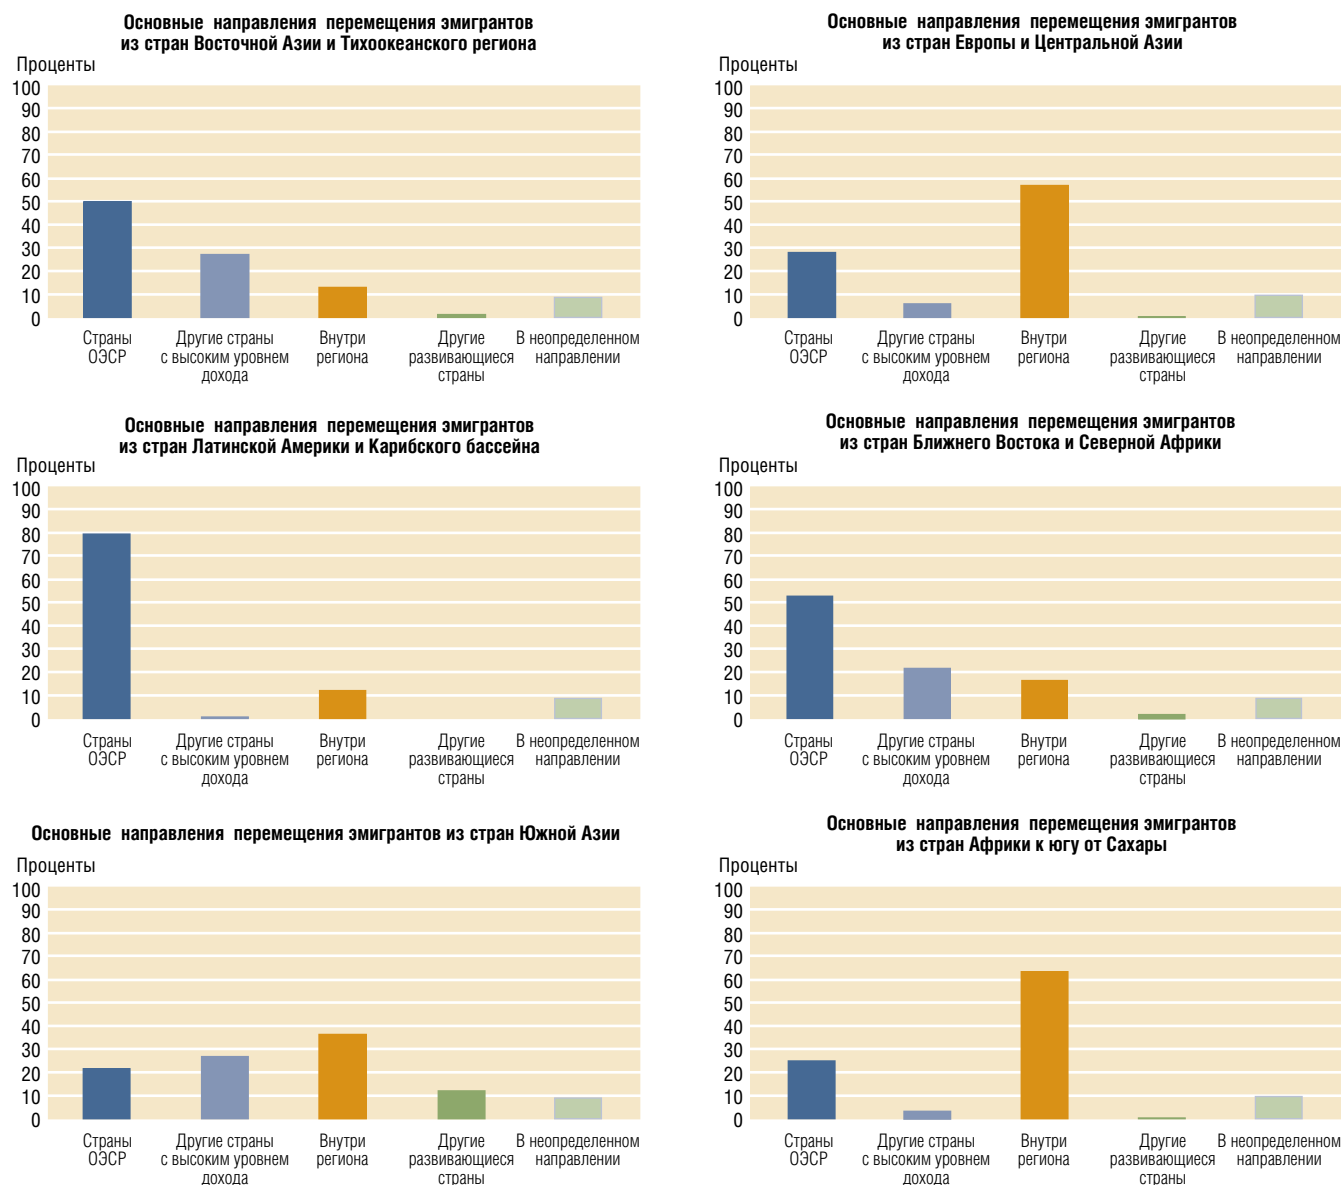 Основные направления перемещения эмигрантов
из стран Восточной Азии и Тихоокеанского региона
Проценты
100
90
80
70
60
50
40
30
20
10
0
Страны
ОЭСР
Другие страны
с высоким уровнем
дохода
Внутри
региона
Другие
развивающиеся
страны
В неопределенном
направлении
Основные направления перемещения эмигрантов
из стран Европы и Центральной Азии
Проценты
100
90
80
70
60
50
40
30
20
10
0
Страны
ОЭСР
Другие страны
с высоким уровнем
дохода
Внутри
региона
Другие
развивающиеся
страны
В неопределенном
направлении
Основные направления перемещения эмигрантов
из стран Латинской Америки и Карибского бассейна
Проценты
100
90
80
70
60
50
40
30
20
10
0
Страны
ОЭСР
Другие страны
с высоким уровнем
дохода
Внутри
региона
Другие
развивающиеся
страны
В неопределенном
направлении
Основные направления перемещения эмигрантов
из стран Ближнего Востока и Северной Африки
Проценты
100
90
80
70
60
50
40
30
20
10
0
Страны
ОЭСР
Другие страны
с высоким уровнем
дохода
Внутри
региона
Другие
развивающиеся
страны
В неопределенном
направлении
Основные направления перемещения эмигрантов из стран Южной Азии
Проценты
100
90
80
70
60
50
40
30
20
10
0
Страны
ОЭСР
Другие страны
с высоким уровнем
дохода
Внутри
региона
Другие
развивающиеся
страны
В неопределенном
направлении
Основные направления перемещения эмигрантов
из стран Африки к югу от Сахары
Проценты
100
90
80
70
60
50
40
30
20
10
0
Страны
ОЭСР
Другие страны
с высоким уровнем
дохода
Внутри
региона
Другие
развивающиеся
страны
В неопределенном
направлении